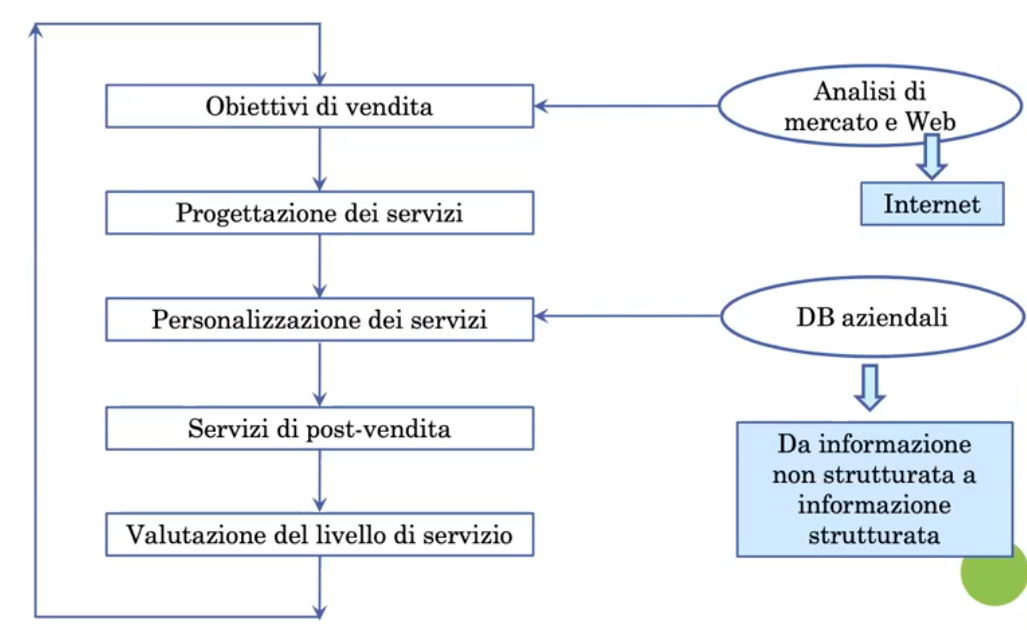 Obiettivi di vendita
Analisi di
mercato e Web
Progettazione dei servizi
Internet
Personalizzazione dei servizi
DB aziendali
Servizi di post-vendita
Da informazione
non strutturata a
informazione
strutturata
Valutazione del livello di servizio